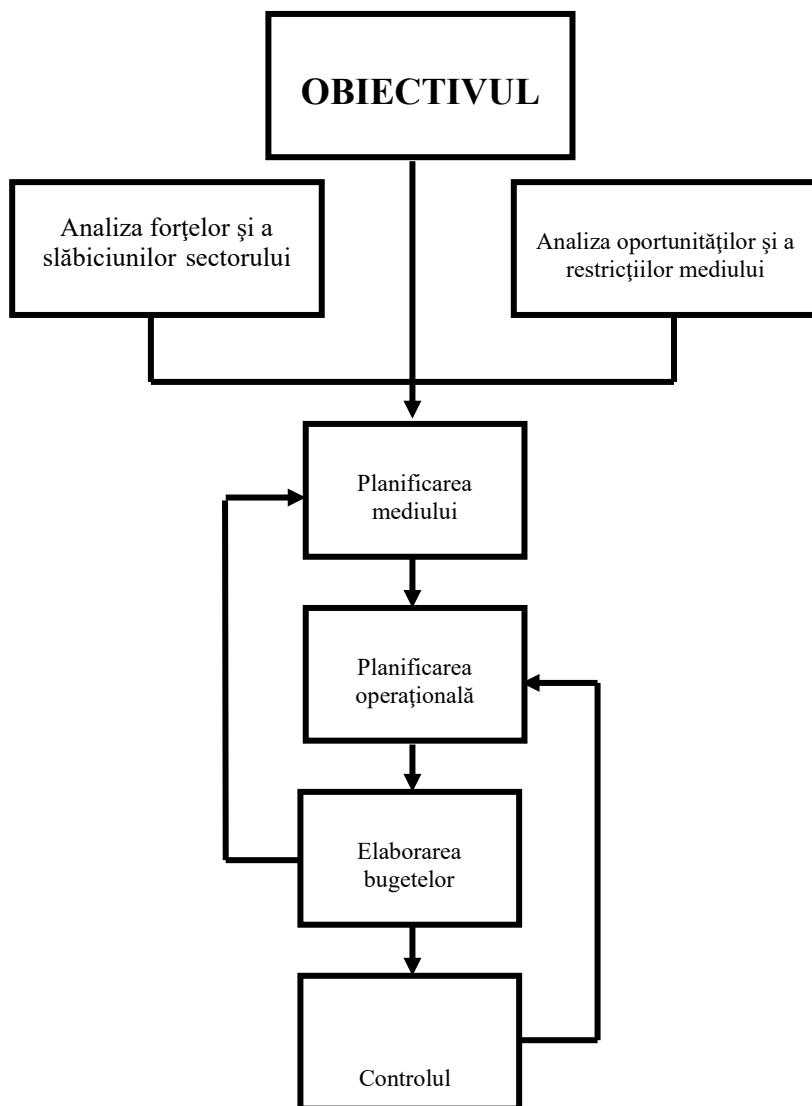 OBIECTIVUL
Analiza forţelor şi a
slăbiciunilor sectorului
Analiza oportunităţilor şi a
restricţiilor mediului
Planificarea
mediului
Planificarea
operaţională
Elaborarea
bugetelor
Controlul